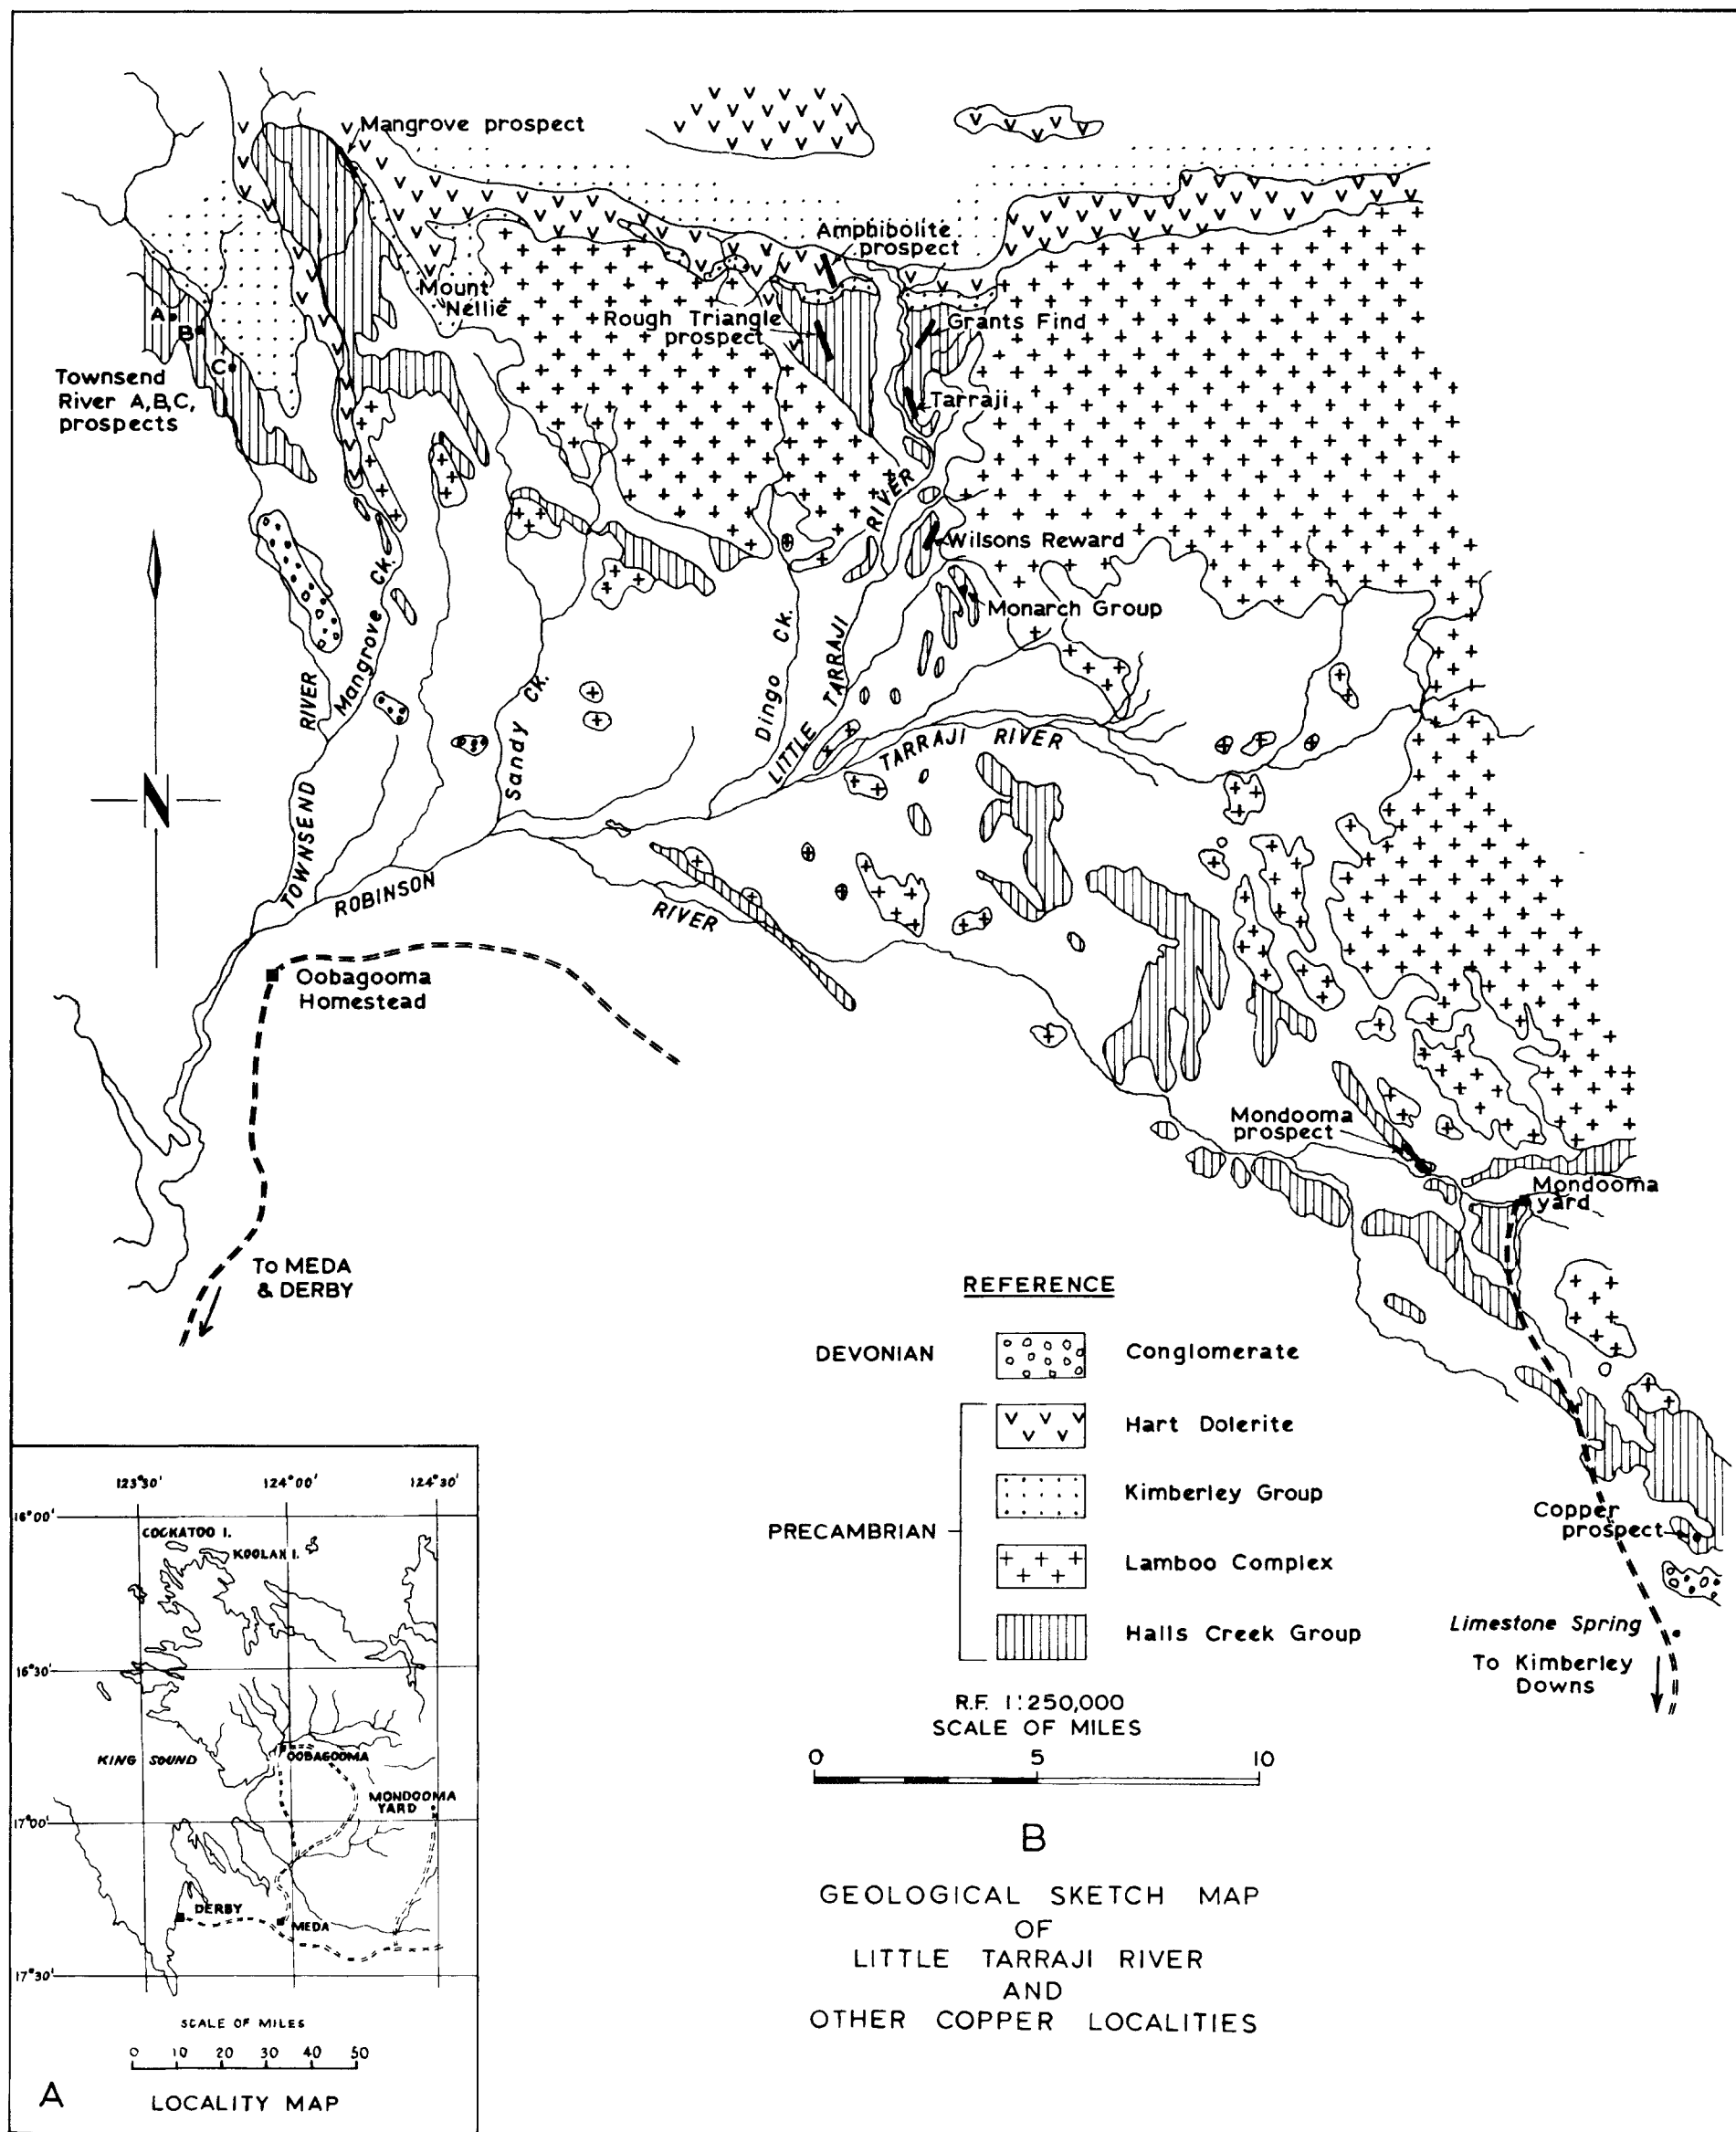 Mangrove prospect
Amphibolite
prospect
Mount
Nellie
Rough Triangle
prospect
Grants Find
A
B
C
Tarraji
Townsend
River A,B,C,
prospects
RIVER
Wilsons Reward
Monarch Group
Mangrove Ck.
RIVER
Sandy Ck.
Dingo Ck.
LITTLE TARRAJI
TARRAJI RIVER
N
TOWNSEND
ROBINSON
RIVER
Oobagooma
Homestead
Mondooma
prospect
Mondooma
yard
To MEDA
& DERBY
REFERENCE
DEVONIAN
Conglomerate
Hart Dolerite
Kimberley Group
PRECAMBRIAN
Lamboo Complex
Halls Creek Group
Copper
prospect
Limestone Spring
To Kimberley
Downs
R.F. 1:250,000
SCALE OF MILES
0 5 10
B
GEOLOGICAL SKETCH MAP
OF
LITTLE TARRAJI RIVER
AND
OTHER COPPER LOCALITIES
123°30' 124°00' 124°30'
16°00'
COCKATOO I.
KOOLAN I.
16°30'
KING SOUND
OOBAGOOMA
MONDOOMA
YARD
17°00'
DERBY
MEDA
17°30'
SCALE OF MILES
0 10 20 30 40 50
A
LOCALITY MAP